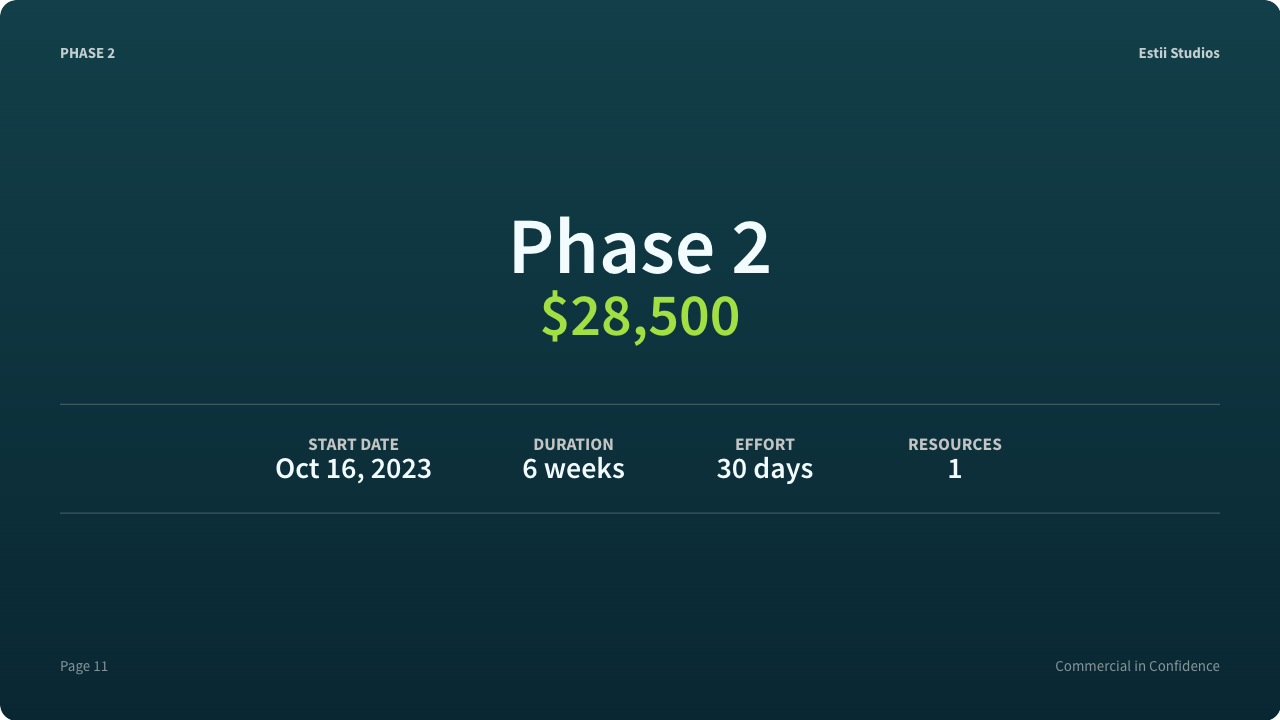 PHASE 2
Estii Studios
Phase 2
$28,500
START DATE
Oct 16, 2023
DURATION
6 weeks
EFFORT
30 days
RESOURCES
1
Page 11
Commercial in Confidence